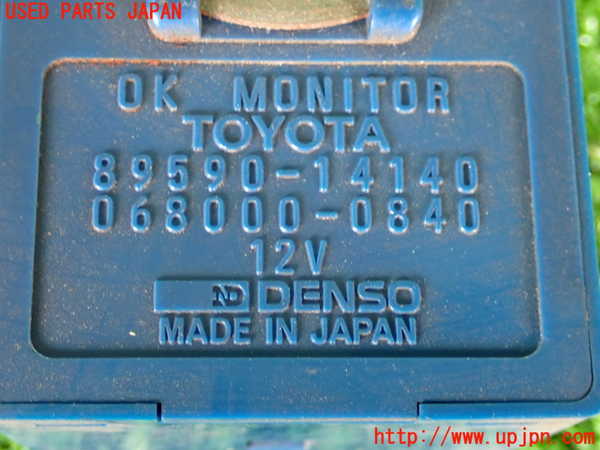 USED PARTS JAPAN
OK MONITOR
TOYOTA
89590-14140
068000-0840
12V
ND DENSO
MADE IN JAPAN
http://www.upjpn.com